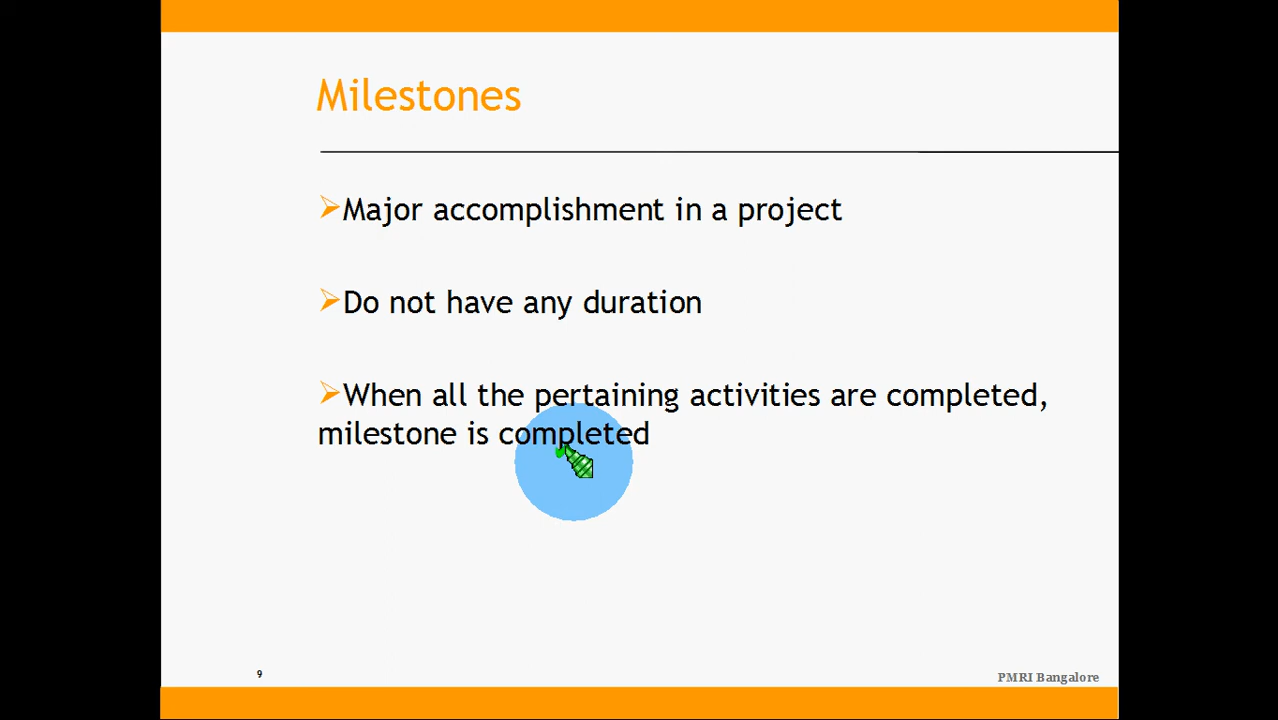 Milestones
Major accomplishment in a project
Do not have any duration
When all the pertaining activities are completed,
milestone is completed
9
PMRI Bangalore